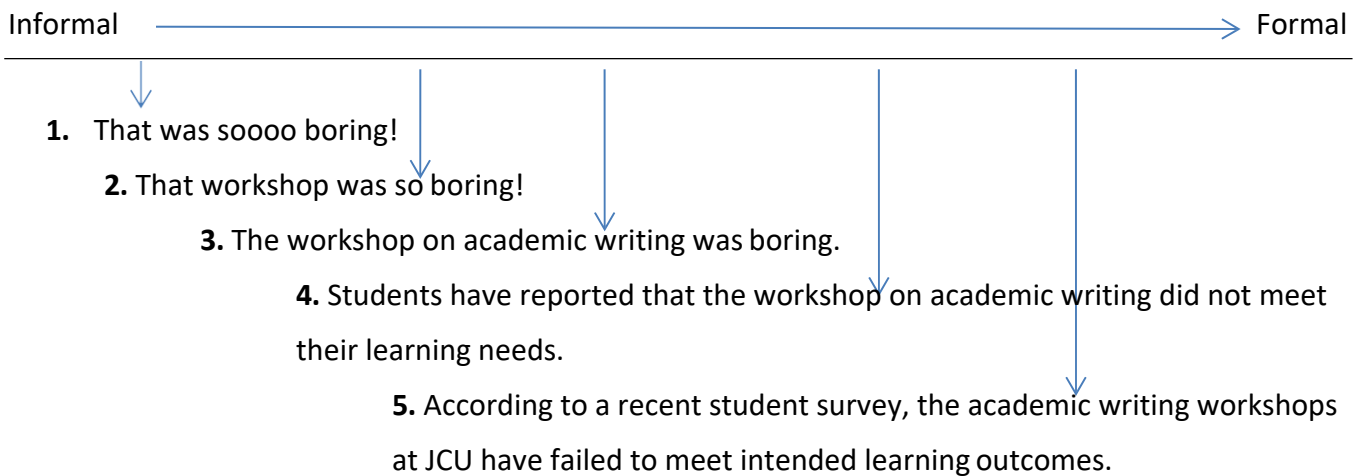 Informal Formal
1. That was soooo boring!
2. That workshop was so boring!
3. The workshop on academic writing was boring.
4. Students have reported that the workshop on academic writing did not meet
their learning needs.
5. According to a recent student survey, the academic writing workshops
at JCU have failed to meet intended learning outcomes.